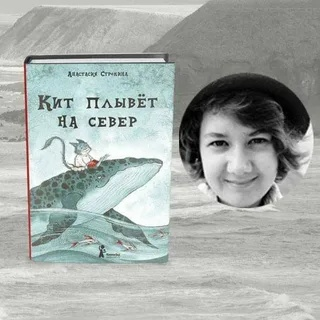 Анастасия Строкина
Кит плывёт
на север